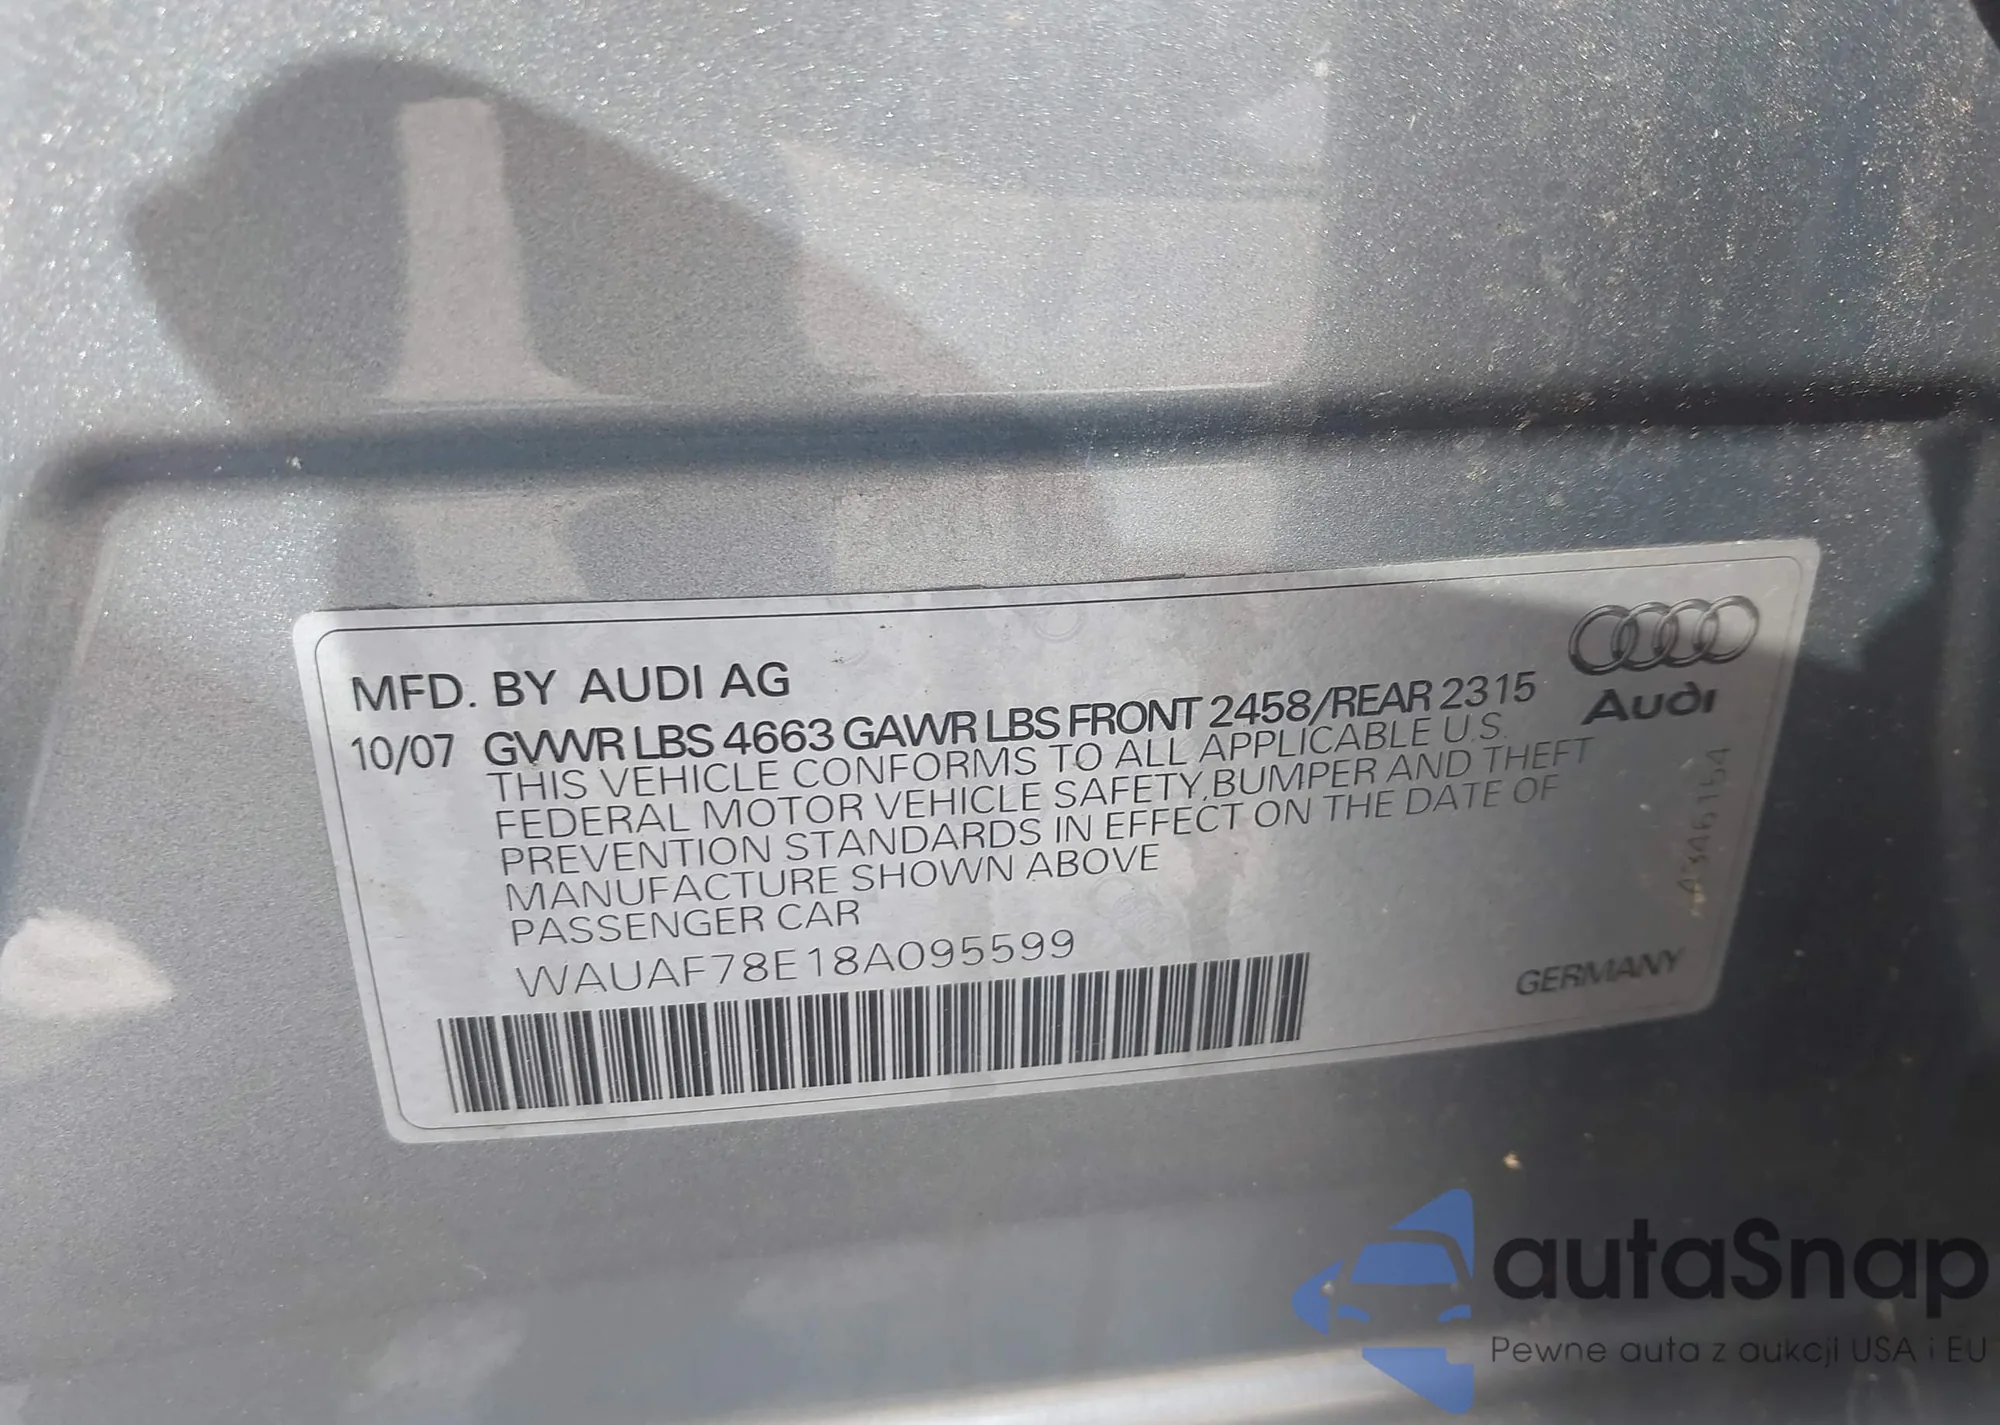 MFD. BY AUDI AG
10/07 GVWR LBS 4663 GAWR LBS FRONT 2458/REAR 2315
THIS VEHICLE CONFORMS TO ALL APPLICABLE U.S.
FEDERAL MOTOR VEHICLE SAFETY,BUMPER AND THEFT
PREVENTION STANDARDS IN EFFECT ON THE DATE OF
MANUFACTURE SHOWN ABOVE
PASSENGER CAR
WAUAF78E18A095599
Audi
GERMANY
autaSnap
Pewne auta z aukcji USA i EU